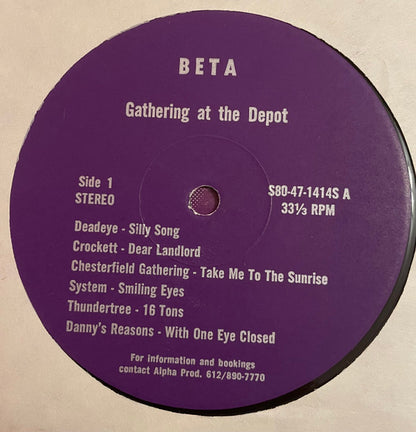 BETA
Gathering at the Depot
Side 1
STEREO
S80-47-1414S A
33⅓ RPM
Deadeye - Silly Song
Crockett - Dear Landlord
Chesterfield Gathering - Take Me To The Sunrise
System - Smiling Eyes
Thundertree - 16 Tons
Danny's Reasons - With One Eye Closed
For information and bookings
contact Alpha Prod. 612/890-7770